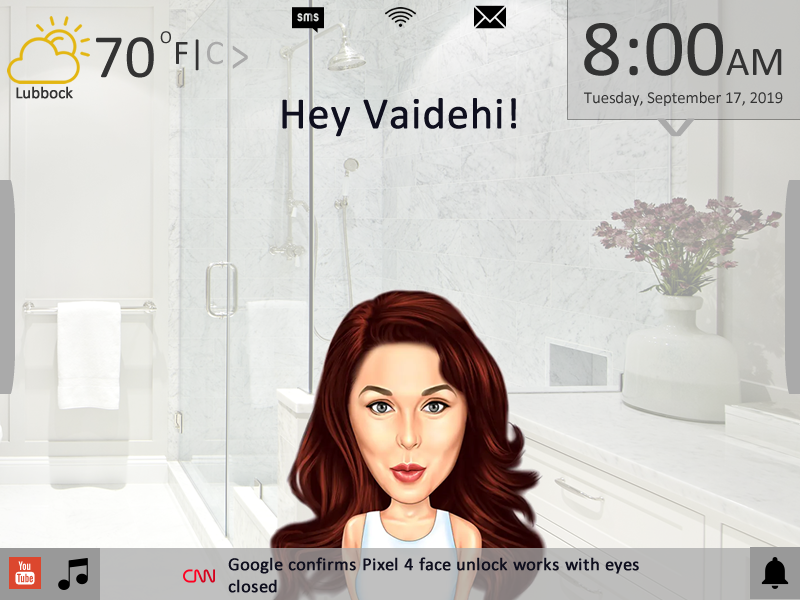 sms
70°F|C >
Lubbock
8:00AM
Tuesday, September 17, 2019
Hey Vaidehi!
You
Tube
CNN
Google confirms Pixel 4 face unlock works with eyes
closed